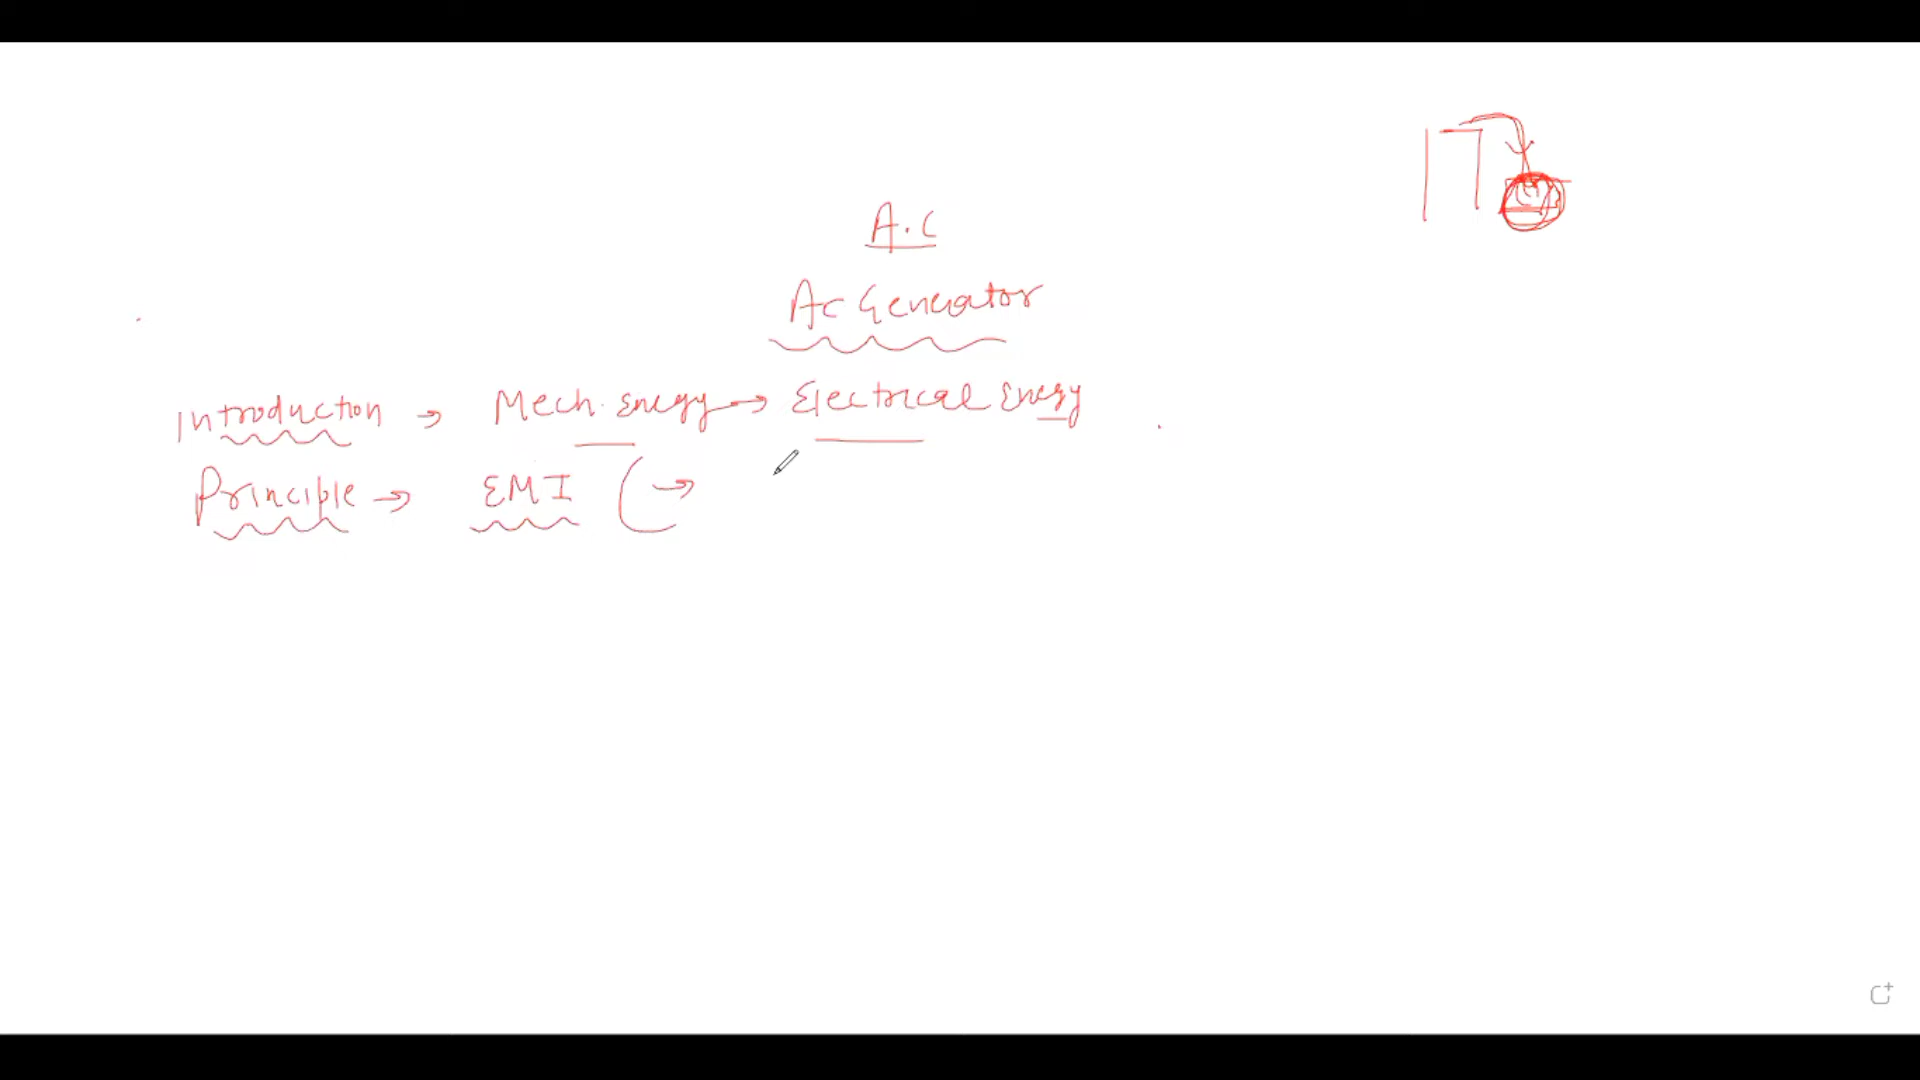 A.C
Ac Generator
Introduction → Mech. Energy → Electrical Energy
Principle → EMI ( →